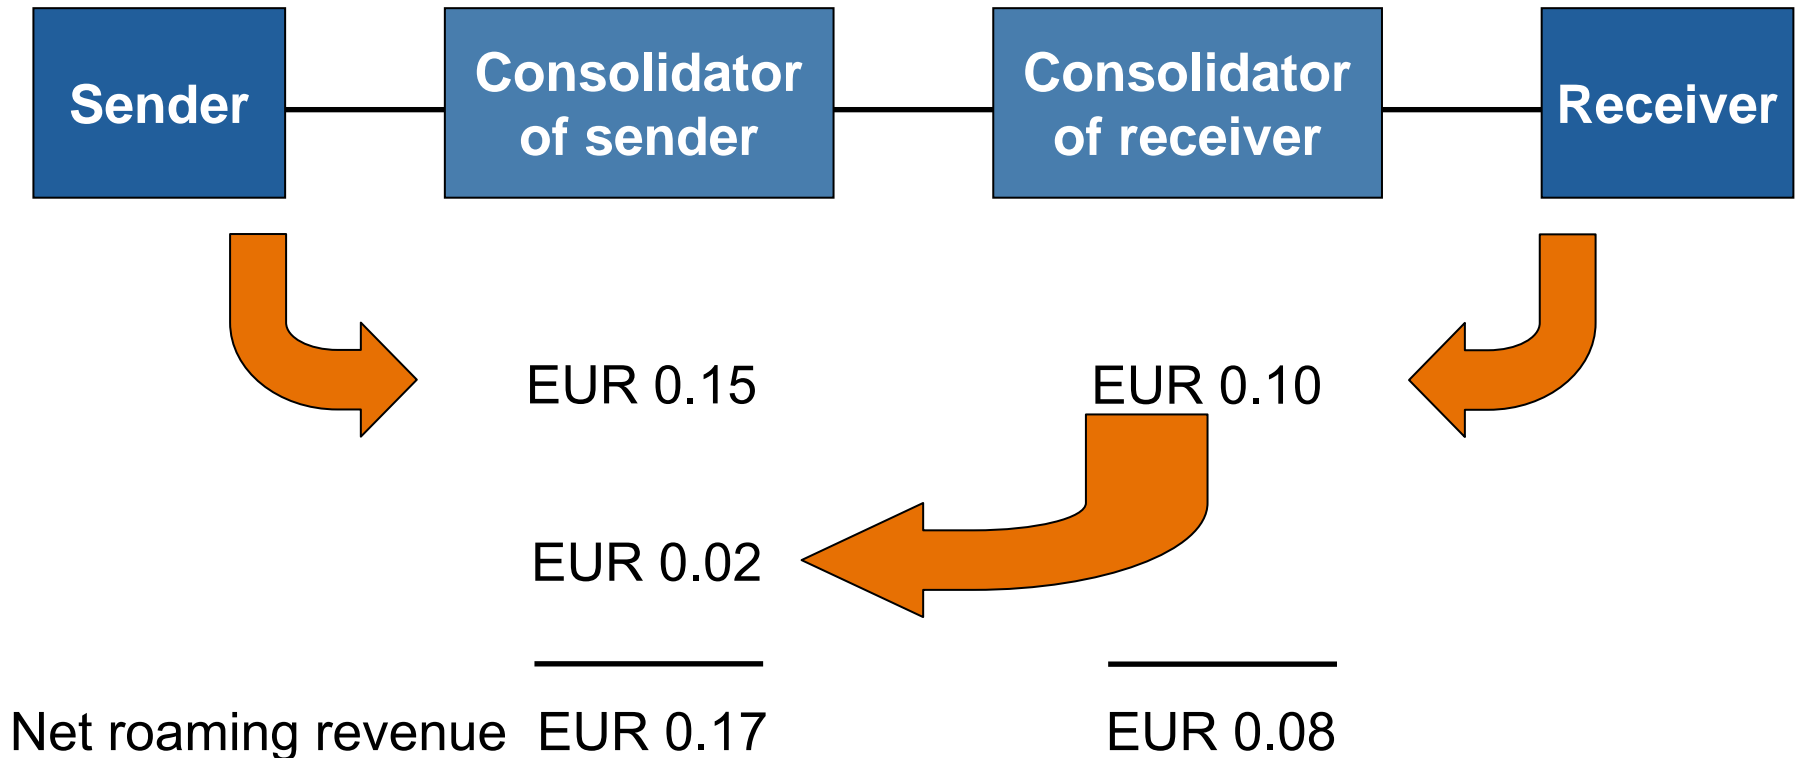 Sender
Consolidator
of sender
Consolidator
of receiver
Receiver
EUR 0.15
EUR 0.10
EUR 0.02
Net roaming revenue EUR 0.17 EUR 0.08